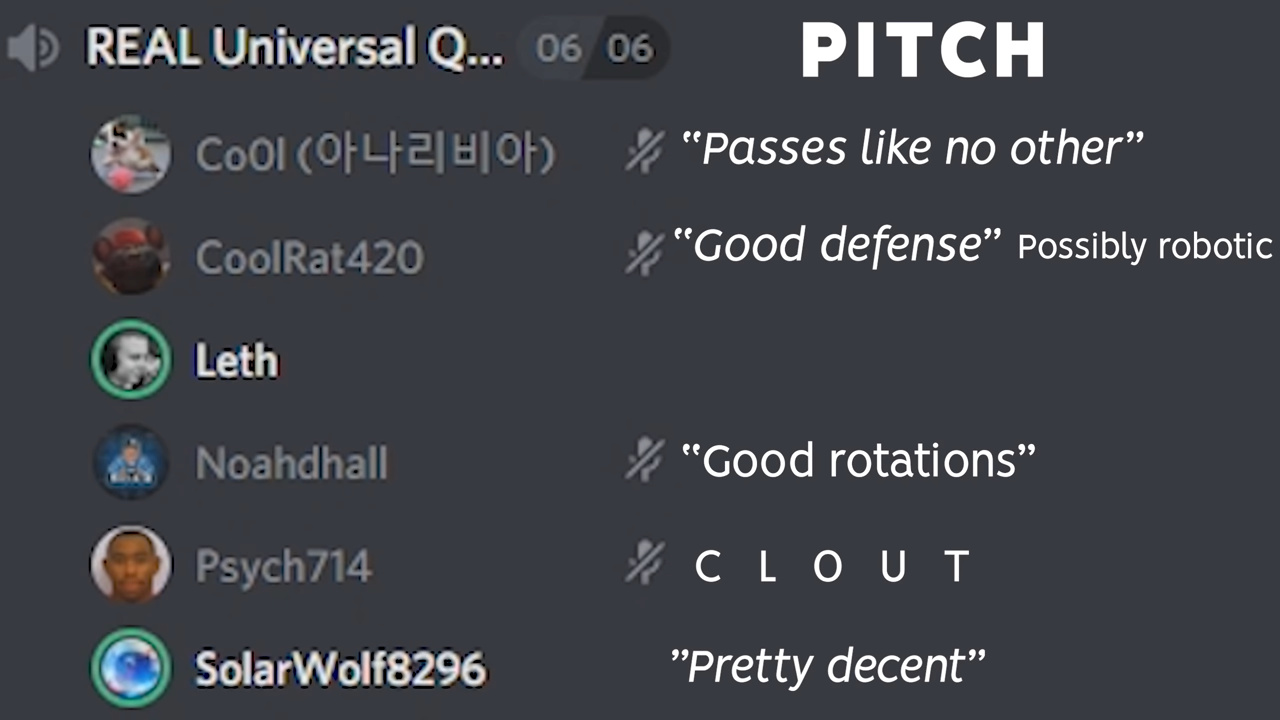 REAL Universal Q... 06 06 PITCH
Co0l (아나리비아) “Passes like no other”
CoolRat420 “Good defense” Possibly robotic
Leth
Noahdhall “Good rotations”
Psych714 C L O U T
SolarWolf8296 ”Pretty decent”